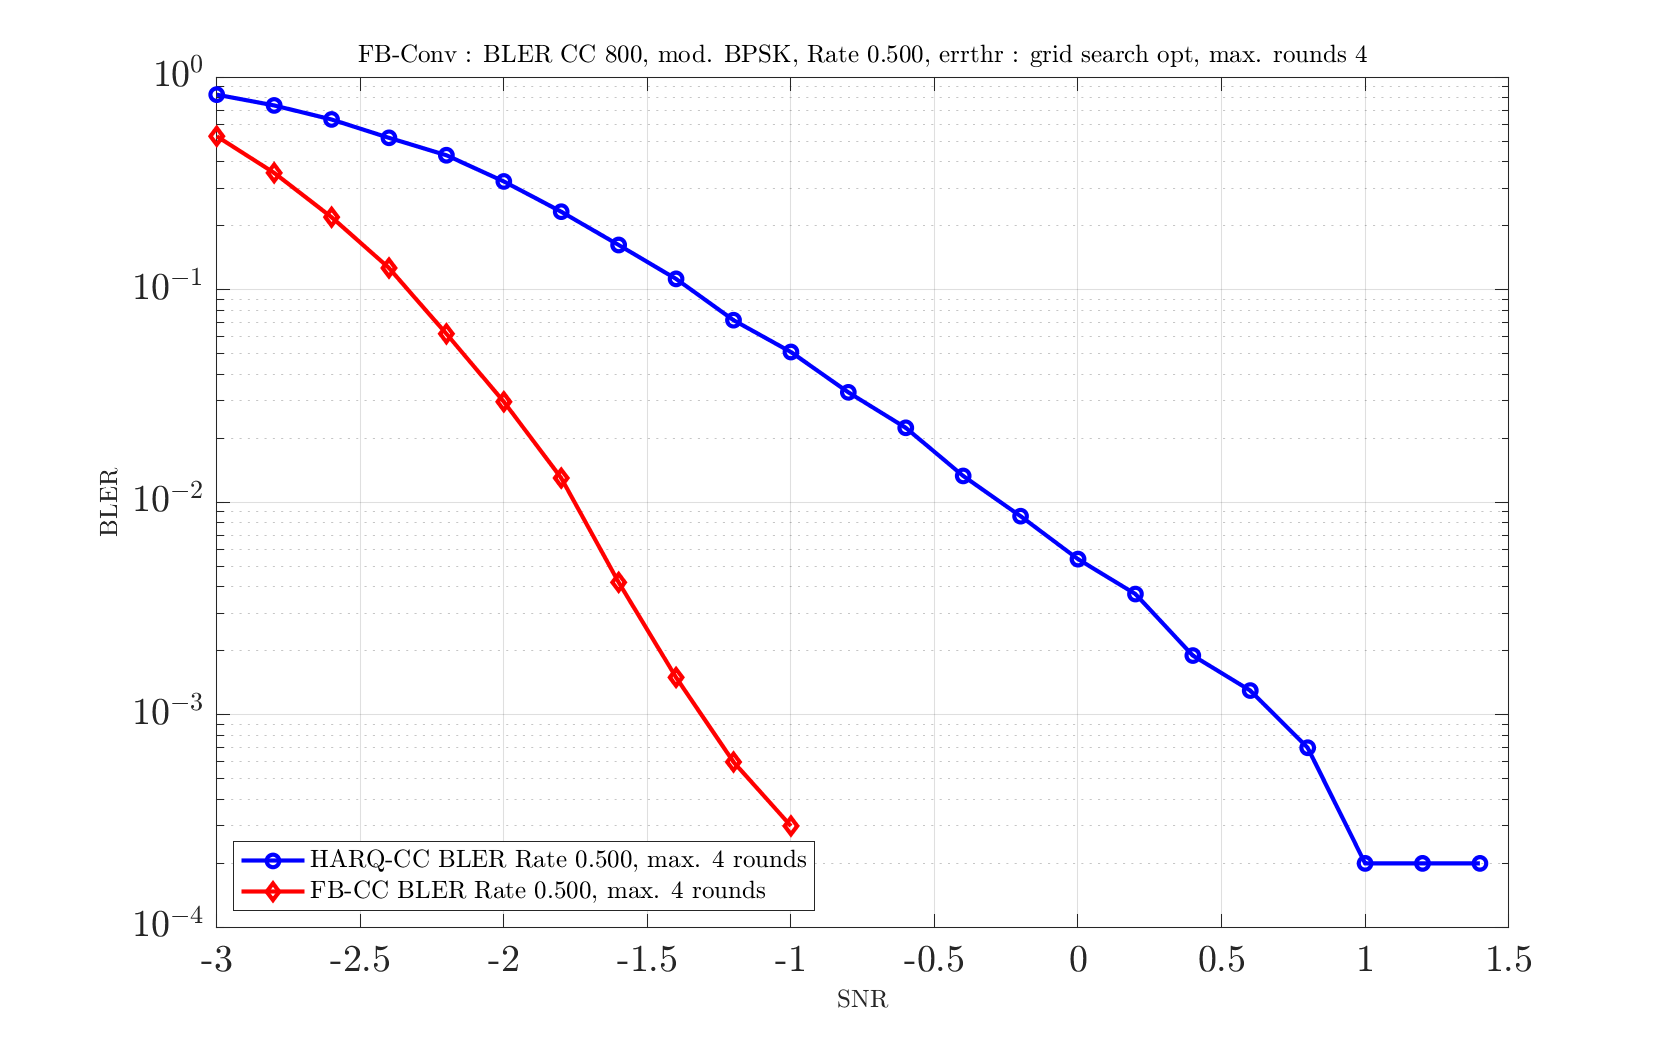 FB-Conv : BLER CC 800, mod. BPSK, Rate 0.500, errthr : grid search opt, max. rounds 4
10^0
10^{-1}
10^{-2}
10^{-3}
10^{-4}
BLER
HARQ-CC BLER Rate 0.500, max. 4 rounds
FB-CC BLER Rate 0.500, max. 4 rounds
-3 -2.5 -2 -1.5 -1 -0.5 0 0.5 1 1.5
SNR